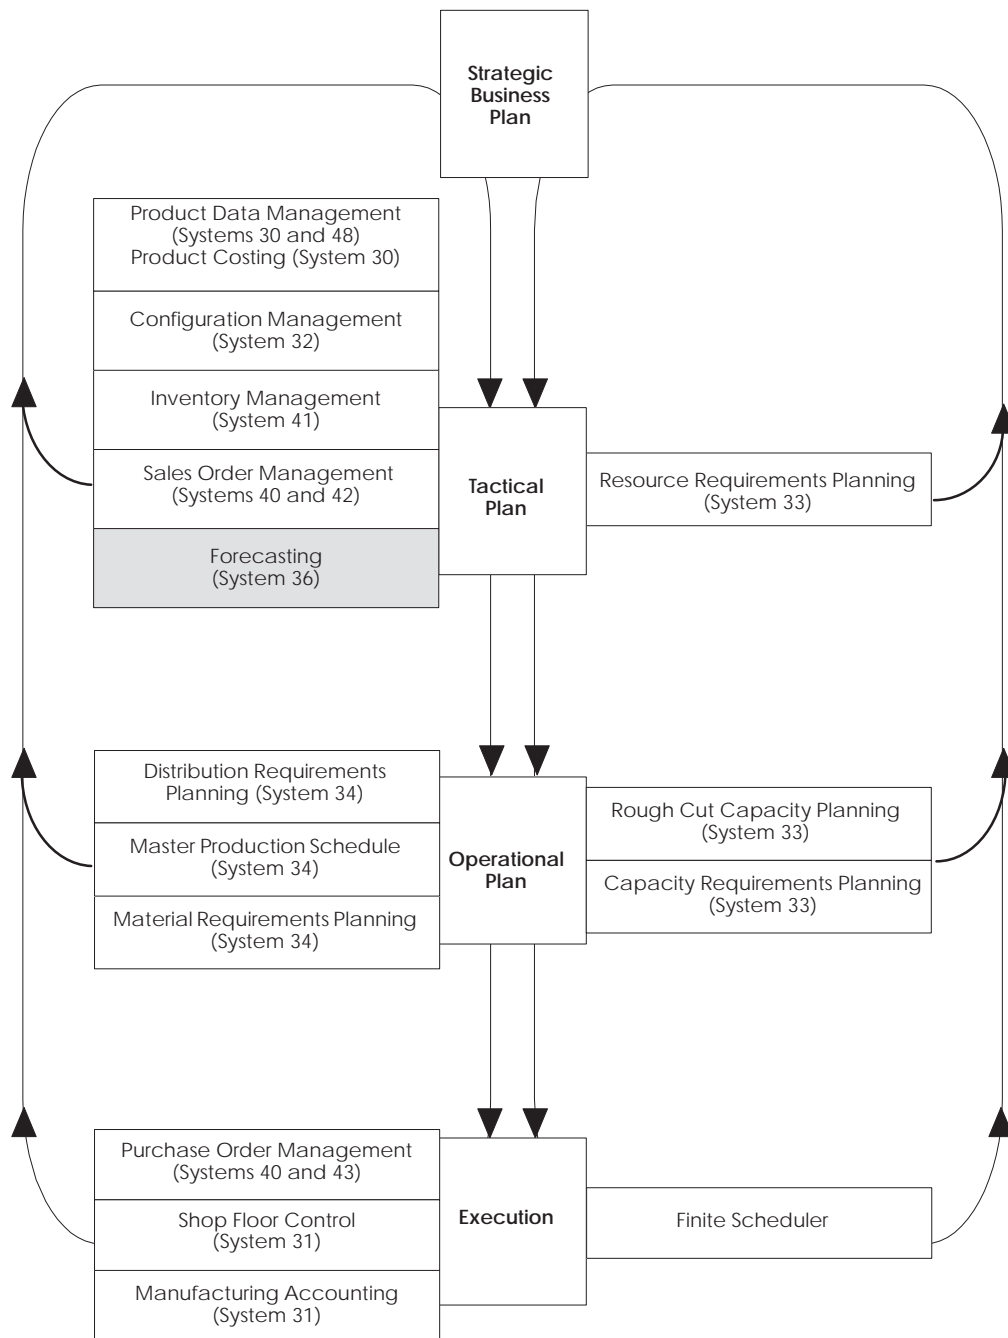 Strategic
Business
Plan
Product Data Management
(Systems 30 and 48)
Product Costing (System 30)
Configuration Management
(System 32)
Inventory Management
(System 41)
Sales Order Management
(Systems 40 and 42)
Forecasting
(System 36)
Tactical
Plan
Resource Requirements Planning
(System 33)
Distribution Requirements
Planning (System 34)
Master Production Schedule
(System 34)
Material Requirements Planning
(System 34)
Operational
Plan
Rough Cut Capacity Planning
(System 33)
Capacity Requirements Planning
(System 33)
Purchase Order Management
(Systems 40 and 43)
Shop Floor Control
(System 31)
Manufacturing Accounting
(System 31)
Execution
Finite Scheduler